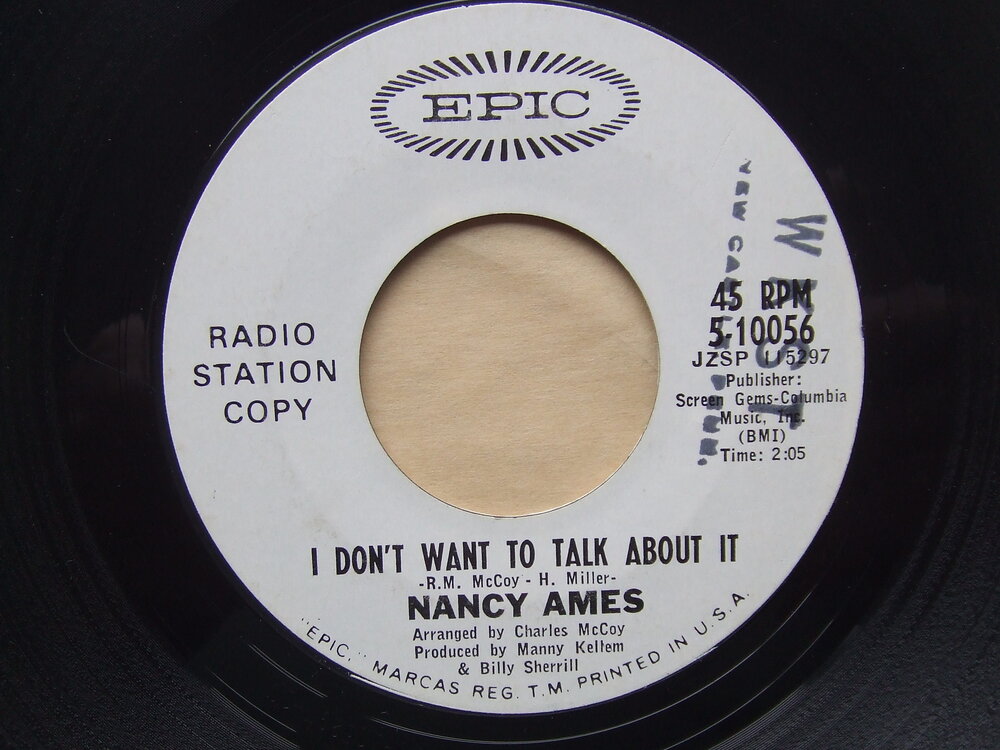 EPIC
RADIO
STATION
COPY
WEST
45 RPM
5-10056
JZSP 115297
Publisher:
Screen Gems-Columbia
Music, Inc.
(BMI)
Time: 2:05
I DON'T WANT TO TALK ABOUT IT
-R.M. McCoy - H. Miller-
NANCY AMES
Arranged by Charles McCoy
Produced by Manny Kellem
& Billy Sherrill
"EPIC," MARCAS REG. T.M. PRINTED IN U.S.A.